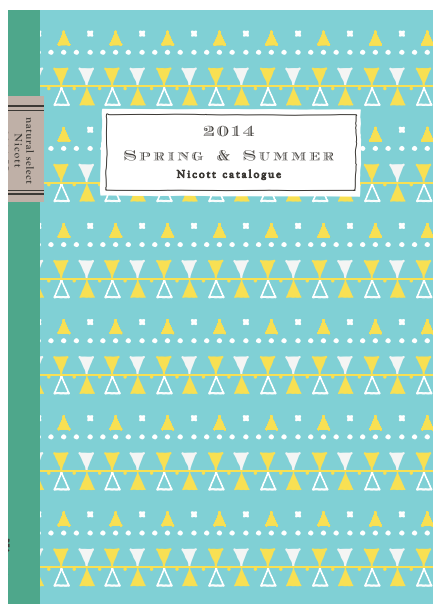 2014
SPRING & SUMMER
Nicott catalogue
natural select
Nicott